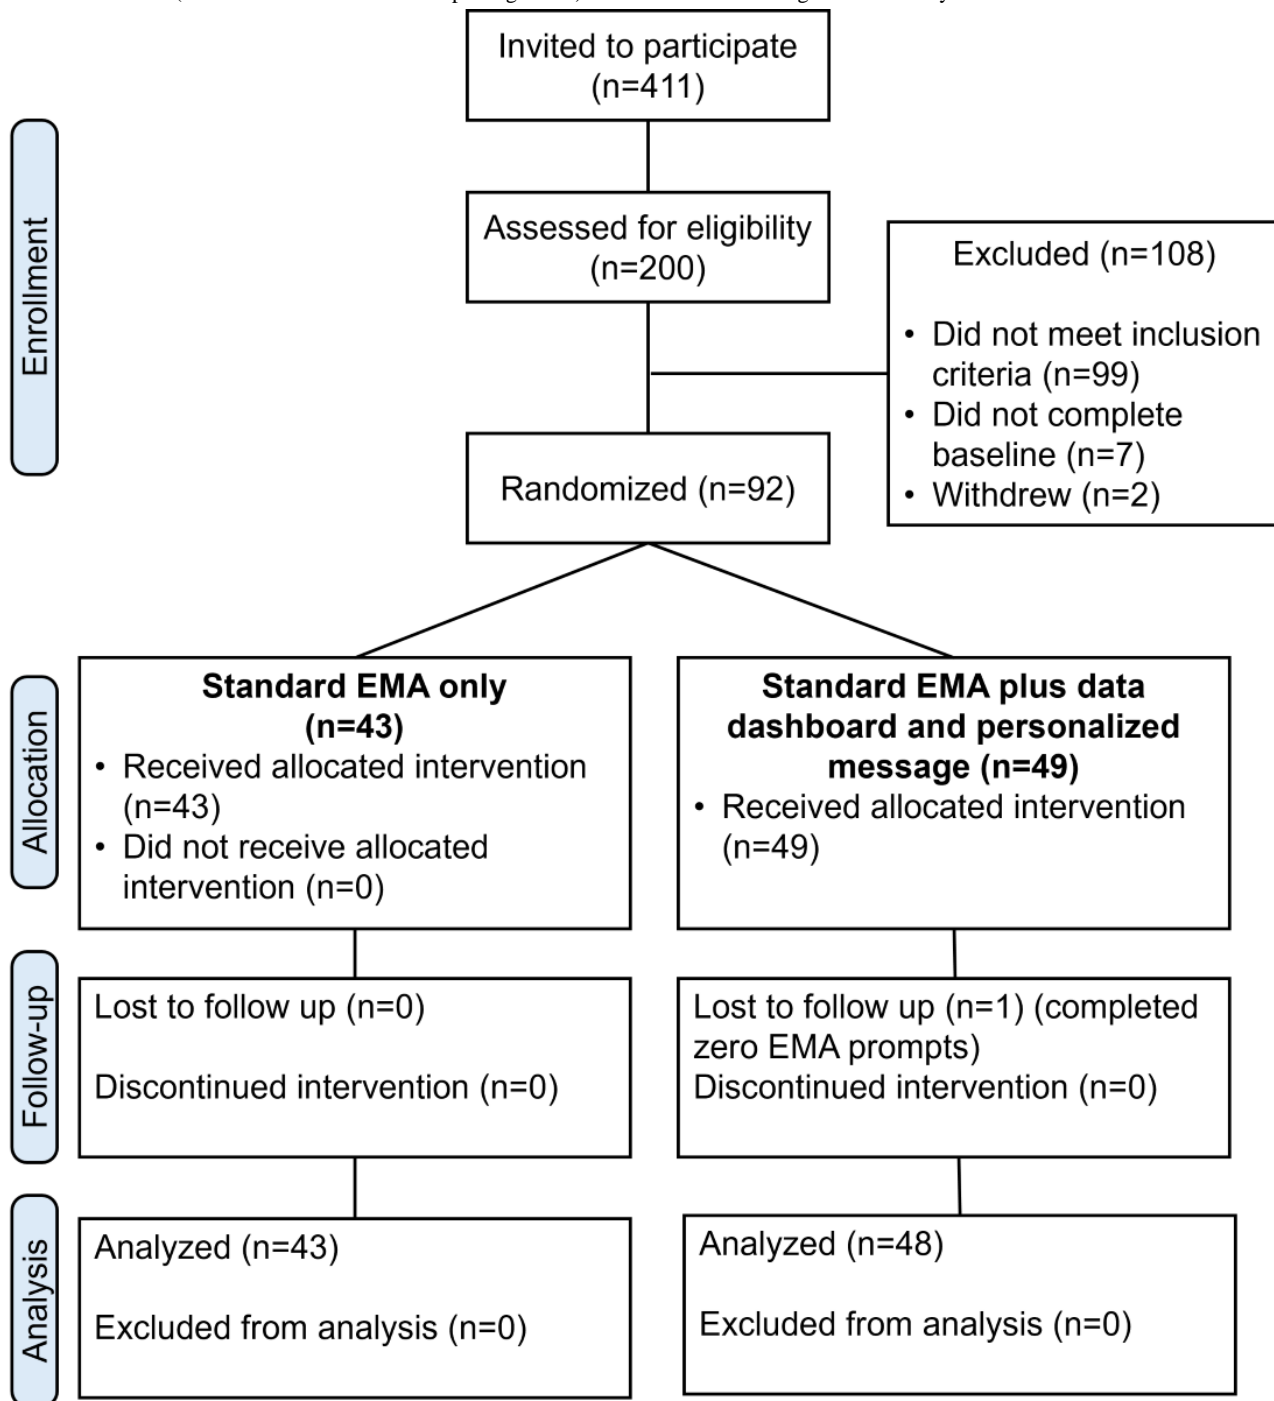 Invited to participate
(n=411)
Enrollment
Assessed for eligibility
(n=200)
Excluded (n=108)
• Did not meet inclusion
criteria (n=99)
• Did not complete
baseline (n=7)
• Withdrew (n=2)
Randomized (n=92)
Allocation
Standard EMA only
(n=43)
• Received allocated intervention
(n=43)
• Did not receive allocated
intervention (n=0)
Standard EMA plus data
dashboard and personalized
message (n=49)
• Received allocated intervention
(n=49)
Follow-up
Lost to follow up (n=0)
Discontinued intervention (n=0)
Lost to follow up (n=1) (completed
zero EMA prompts)
Discontinued intervention (n=0)
Analysis
Analyzed (n=43)
Excluded from analysis (n=0)
Analyzed (n=48)
Excluded from analysis (n=0)